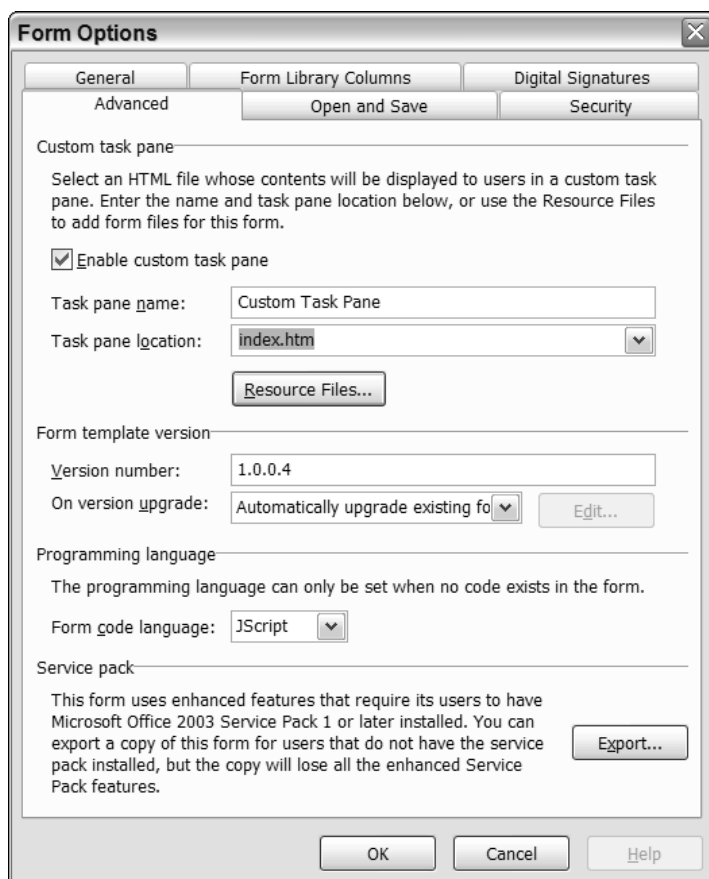 Form Options
General
Form Library Columns
Digital Signatures
Advanced
Open and Save
Security
Custom task pane
Select an HTML file whose contents will be displayed to users in a custom task
pane. Enter the name and task pane location below, or use the Resource Files
to add form files for this form.
Enable custom task pane
Task pane name: Custom Task Pane
Task pane location: index.htm
Resource Files...
Form template version
Version number: 1.0.0.4
On version upgrade: Automatically upgrade existing fo
Edit...
Programming language
The programming language can only be set when no code exists in the form.
Form code language: JScript
Service pack
This form uses enhanced features that require its users to have
Microsoft Office 2003 Service Pack 1 or later installed. You can
export a copy of this form for users that do not have the service
pack installed, but the copy will lose all the enhanced Service
Pack features.
Export...
OK
Cancel
Help